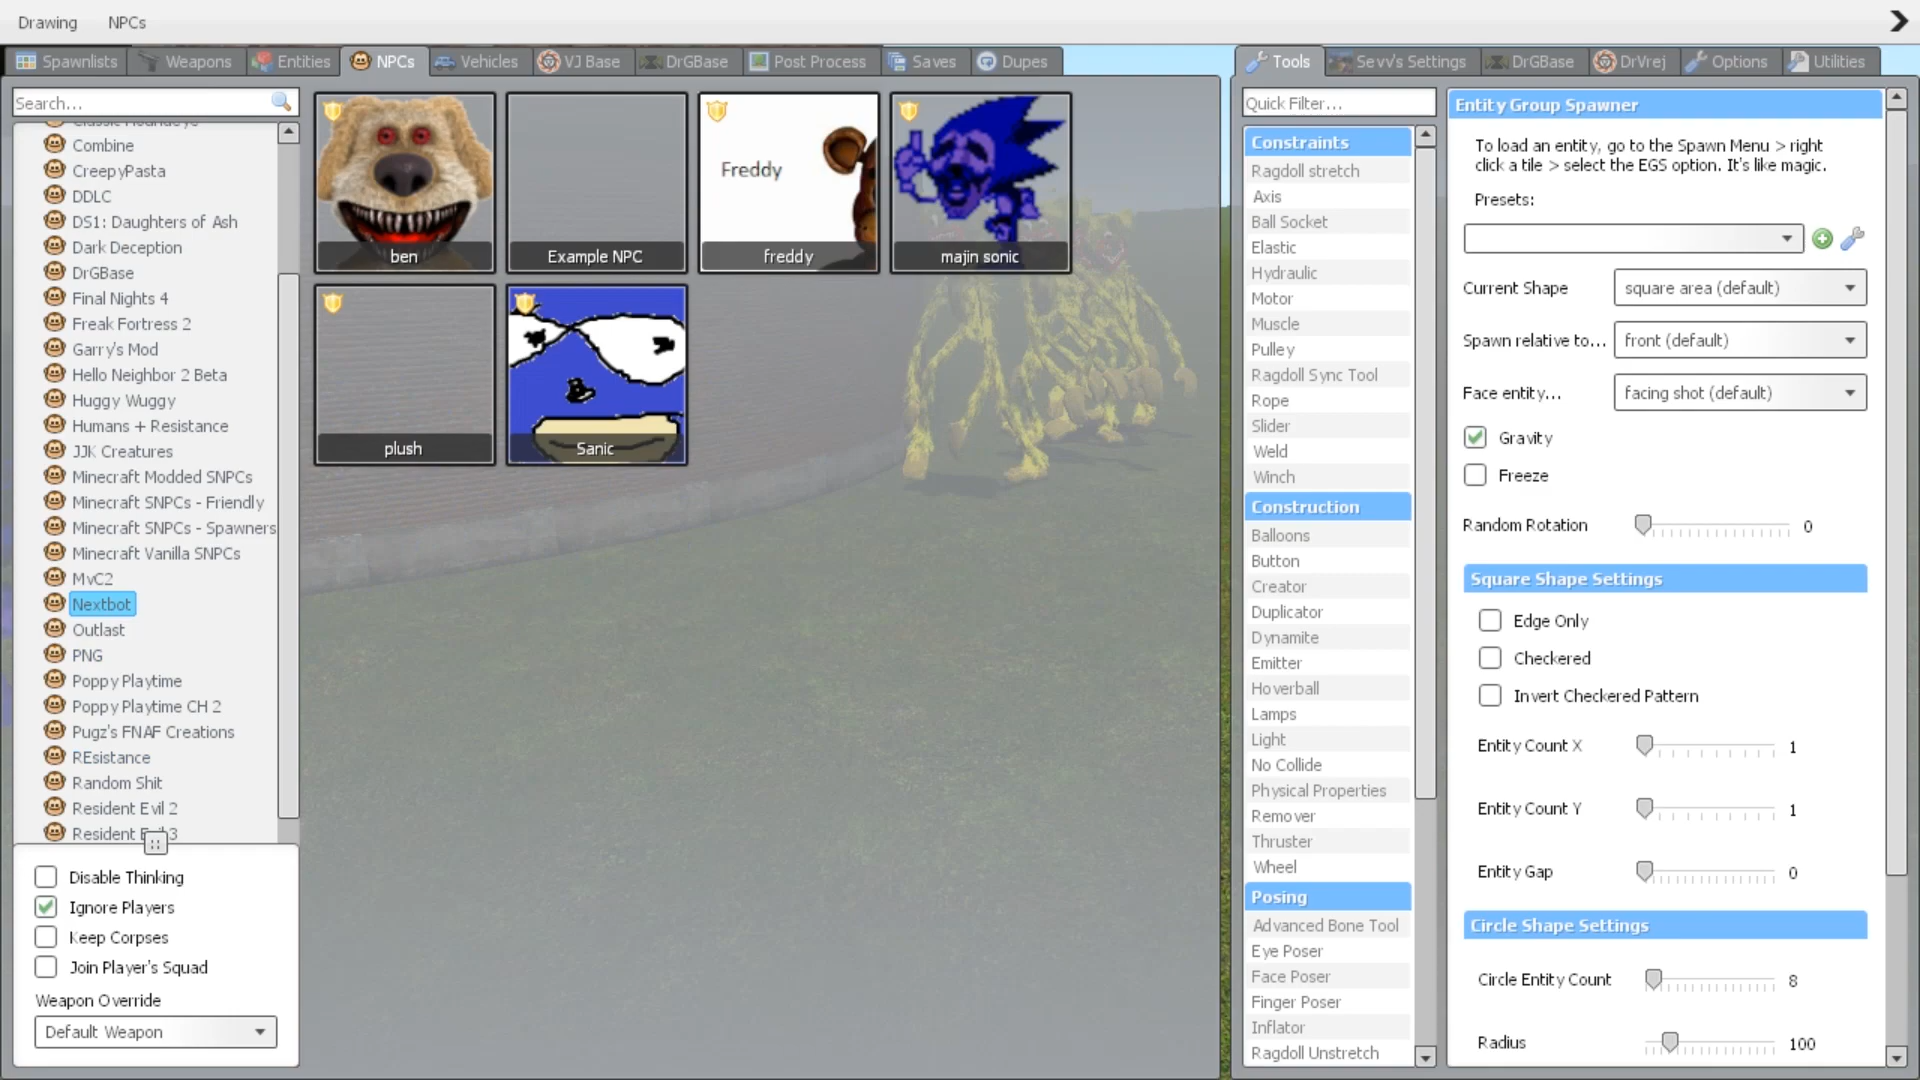 Drawing NPCs
Spawnlists Weapons Entities NPCs Vehicles VJ Base DrGBase Post Process Saves Dupes
Tools Sevv's Settings DrGBase DrVrej Options Utilities
Search...
Combine
CreepyPasta
DDLC
DS1: Daughters of Ash
Dark Deception
DrGBase
Final Nights 4
Freak Fortress 2
Garry's Mod
Hello Neighbor 2 Beta
Huggy Wuggy
Humans + Resistance
JJK Creatures
Minecraft Modded SNPCs
Minecraft SNPCs - Friendly
Minecraft SNPCs - Spawners
Minecraft Vanilla SNPCs
MvC2
Nextbot
Outlast
PNG
Poppy Playtime
Poppy Playtime CH 2
Pugz's FNAF Creations
REsistance
Random Shit
Resident Evil 2
Resident Evil 3
Disable Thinking
Ignore Players
Keep Corpses
Join Player's Squad
Weapon Override
Default Weapon
ben
Example NPC
Freddy
freddy
majin sonic
plush
Sanic
Quick Filter...
Constraints
Ragdoll stretch
Axis
Ball Socket
Elastic
Hydraulic
Motor
Muscle
Pulley
Ragdoll Sync Tool
Rope
Slider
Weld
Winch
Construction
Balloons
Button
Creator
Duplicator
Dynamite
Emitter
Hoverball
Lamps
Light
No Collide
Physical Properties
Remover
Thruster
Wheel
Posing
Advanced Bone Tool
Eye Poser
Face Poser
Finger Poser
Inflator
Ragdoll Unstretch
Entity Group Spawner
To load an entity, go to the Spawn Menu > right
click a tile > select the EGS option. It's like magic.
Presets:
Current Shape square area (default)
Spawn relative to... front (default)
Face entity... facing shot (default)
Gravity
Freeze
Random Rotation 0
Square Shape Settings
Edge Only
Checkered
Invert Checkered Pattern
Entity Count X 1
Entity Count Y 1
Entity Gap 0
Circle Shape Settings
Circle Entity Count 8
Radius 100